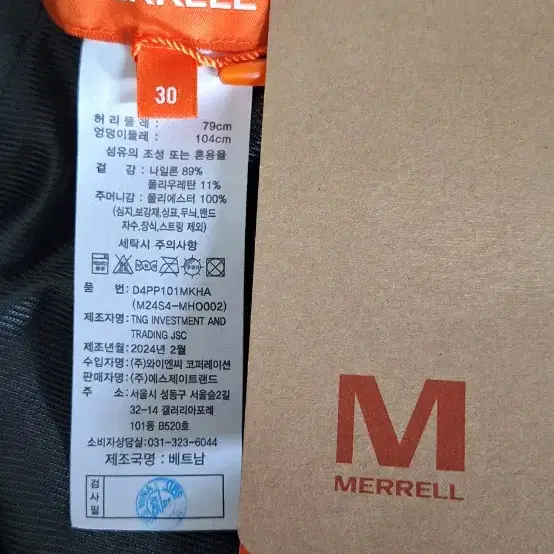 MERRELL
30
허 리 둘 레 : 79cm
엉덩이둘레 : 104cm
섬유의 조성 또는 혼용율
겉 감 : 나일론 89%
폴리우레탄 11%
주머니감 : 폴리에스터 100%
(심지,보강재,상표,무늬,밴드
자수,장식,스트링 제외)
세탁시 주의사항
품 번: D4PP101MKHA
(M24S4-MHO002)
제조자명: TNG INVESTMENT AND
TRADING JSC
제조년월: 2024년 2월
수입자명: (주)와이엔씨 코퍼레이션
판매자명: (주)에스제이트랜드
주 소: 서울시 성동구 서울숲2길
32-14 갤러리아포레
101동 B520호
소비자상담실: 031-323-6044
제조국명 : 베트남
검사필
M
MERRELL